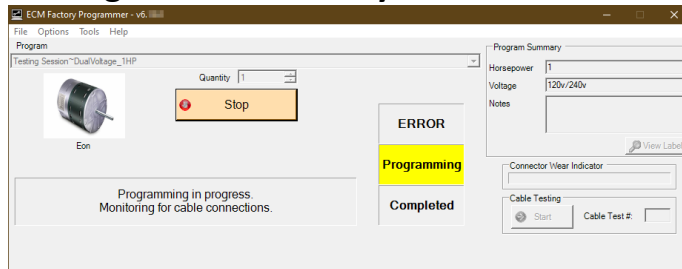 ECM Factory Programmer - v6.
File Options Tools Help
Program
Testing Session~DualVoltage_1HP
Quantity 1
Stop
Eon
Programming in progress.
Monitoring for cable connections.
ERROR
Programming
Completed
Program Summary
Horsepower 1
Voltage 120v/240v
Notes
View Label
Connector Wear Indicator
Cable Testing
Start Cable Test #: